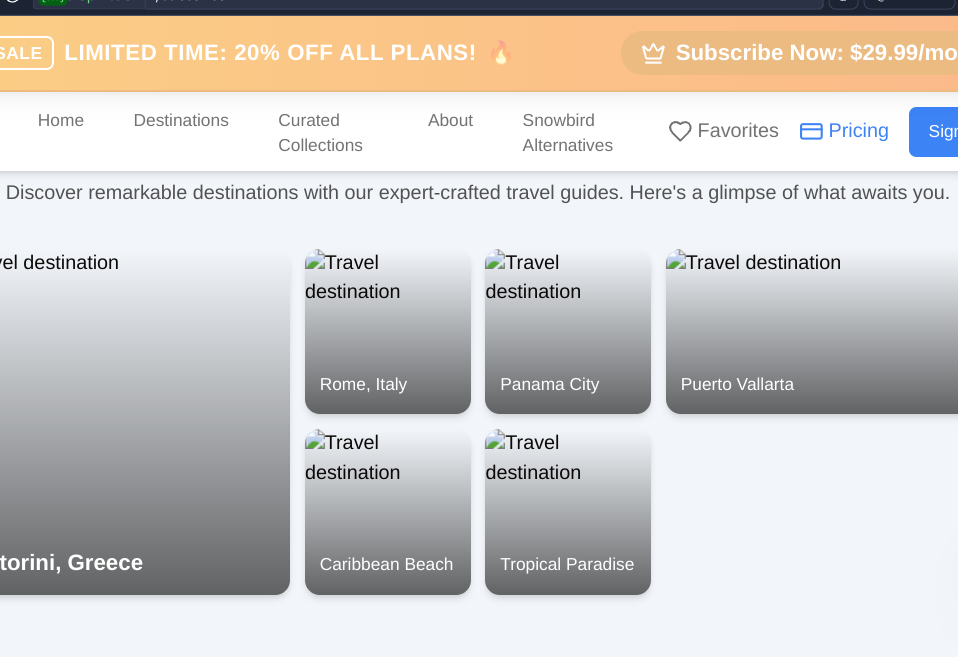 SALE
LIMITED TIME: 20% OFF ALL PLANS! 🔥
Subscribe Now: $29.99/mo
Home
Destinations
Curated
Collections
About
Snowbird
Alternatives
Favorites
Pricing
Sign
Discover remarkable destinations with our expert-crafted travel guides. Here's a glimpse of what awaits you.
vel destination
torini, Greece
Travel
destination
Rome, Italy
Travel
destination
Panama City
Travel destination
Puerto Vallarta
Travel
destination
Caribbean Beach
Travel
destination
Tropical Paradise